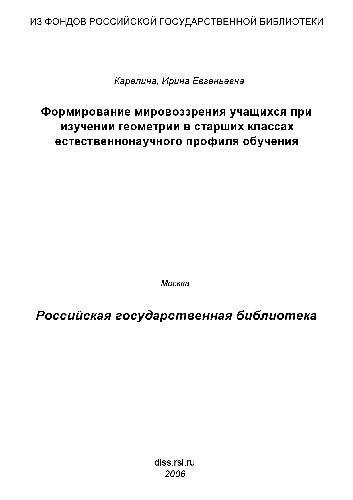 ИЗ ФОНДОВ РОССИЙСКОЙ ГОСУДАРСТВЕННОЙ БИБЛИОТЕКИ
Карелина, Ирина Евгеньевна
Формирование мировоззрения учащихся при
изучении геометрии в старших классах
естественнонаучного профиля обучения
Москва
Российская государственная библиотека
diss.rsl.ru
2006